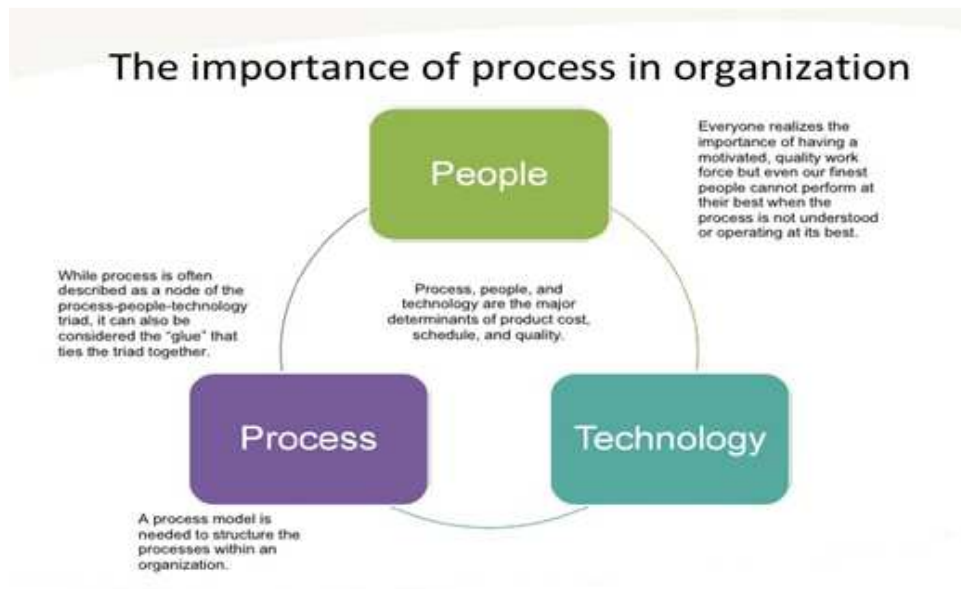 The importance of process in organization
People
Everyone realizes the
importance of having a
motivated, quality work
force but even our finest
people cannot perform at
their best when the
process is not understood
or operating at its best.
While process is often
described as a node of the
process-people-technology
triad, it can also be
considered the “glue” that
ties the triad together.
Process, people, and
technology are the major
determinants of product cost,
schedule, and quality.
Process
Technology
A process model is
needed to structure the
processes within an
organization.